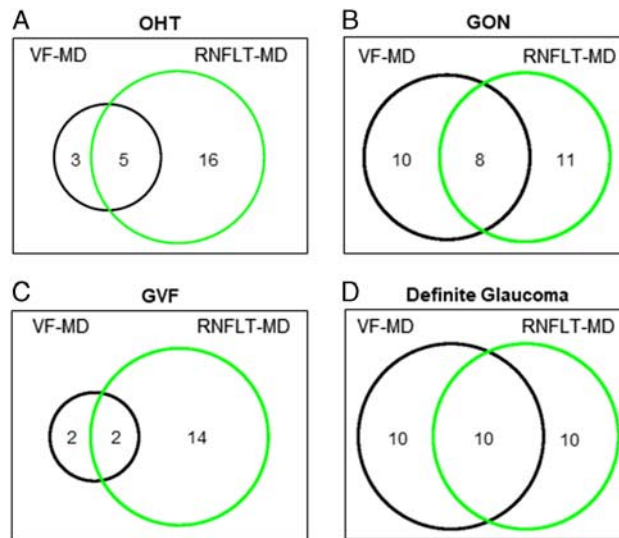 A
OHT
VF-MD RNFLT-MD
3 5 16
B
GON
VF-MD RNFLT-MD
10 8 11
C
GVF
VF-MD RNFLT-MD
2 2 14
D
Definite Glaucoma
VF-MD RNFLT-MD
10 10 10